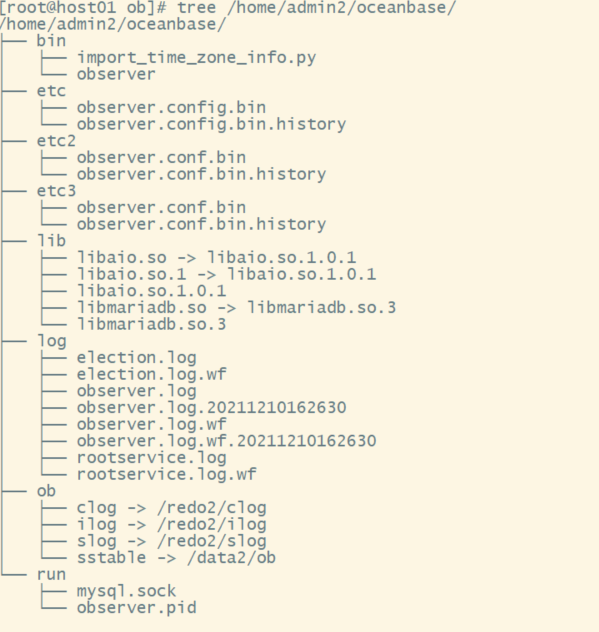 [root@host01 ob]# tree /home/admin2/oceanbase/
/home/admin2/oceanbase/
├── bin
│   ├── import_time_zone_info.py
│   └── observer
├── etc
│   ├── observer.config.bin
│   └── observer.config.bin.history
├── etc2
│   ├── observer.conf.bin
│   └── observer.conf.bin.history
├── etc3
│   ├── observer.conf.bin
│   └── observer.conf.bin.history
├── lib
│   ├── libaio.so -> libaio.so.1.0.1
│   ├── libaio.so.1 -> libaio.so.1.0.1
│   ├── libaio.so.1.0.1
│   ├── libmariadb.so -> libmariadb.so.3
│   └── libmariadb.so.3
├── log
│   ├── election.log
│   ├── election.log.wf
│   ├── observer.log
│   ├── observer.log.20211210162630
│   ├── observer.log.wf
│   ├── observer.log.wf.20211210162630
│   ├── rootservice.log
│   └── rootservice.log.wf
├── ob
│   ├── clog -> /redo2/clog
│   ├── ilog -> /redo2/ilog
│   ├── slog -> /redo2/slog
│   └── sstable -> /data2/ob
└── run
    ├── mysql.sock
    └── observer.pid